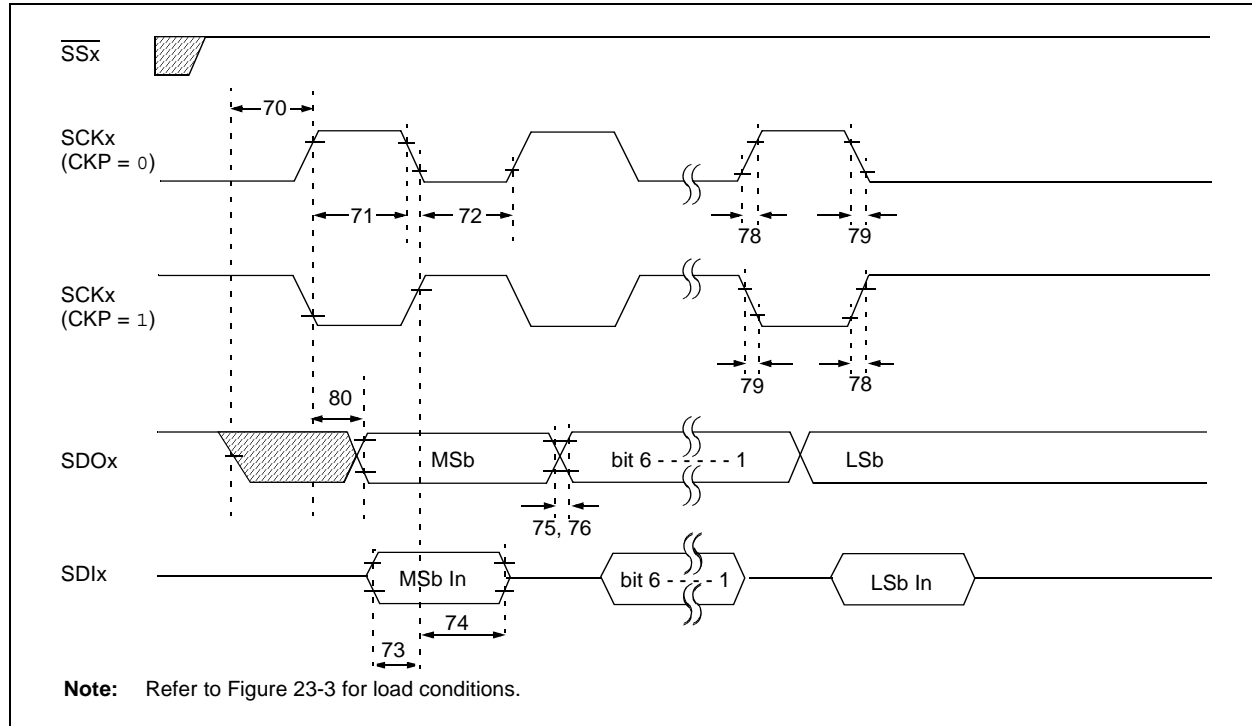 SSx
70
SCKx
(CKP = 0)
71
72
78
79
SCKx
(CKP = 1)
79
78
80
SDOx
MSb
bit 6 - - - - - - 1
LSb
75, 76
SDIx
MSb In
bit 6 - - - - 1
LSb In
74
73
Note: Refer to Figure 23-3 for load conditions.